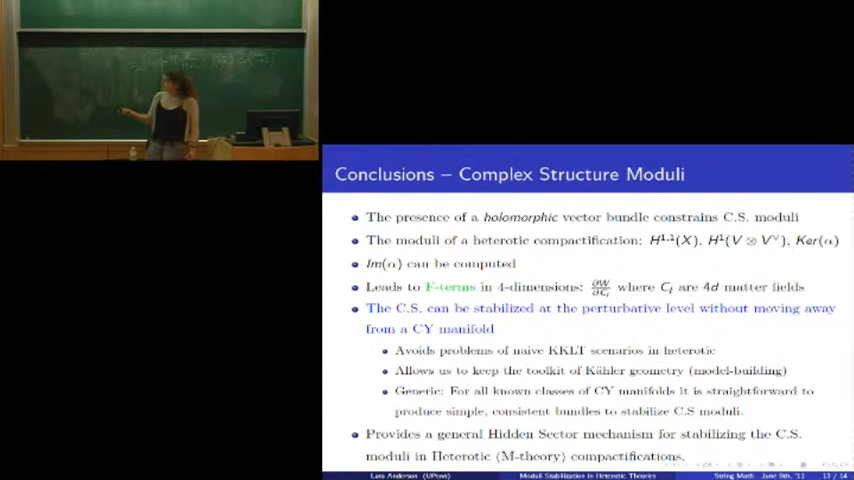 Conclusions – Complex Structure Moduli
The presence of a holomorphic vector bundle constrains C.S. moduli
The moduli of a heterotic compactification: H^{1,1}(X), H^1(V ⊗ V^∨), Ker(α)
Im(α) can be computed
Leads to F-terms in 4-dimensions: ∂W/∂C_i where C_i are 4d matter fields
The C.S. can be stabilized at the perturbative level without moving away
from a CY manifold
Avoids problems of naive KKLT scenarios in heterotic
Allows us to keep the toolkit of Kähler geometry (model-building)
Generic: For all known classes of CY manifolds it is straightforward to
produce simple, consistent bundles to stabilize C.S moduli.
Provides a general Hidden Sector mechanism for stabilizing the C.S.
moduli in Heterotic (M-theory) compactifications.
Lara Anderson (UPenn) Moduli Stabilization in Heterotic Theories String Math June 8th, '11 13 / 14